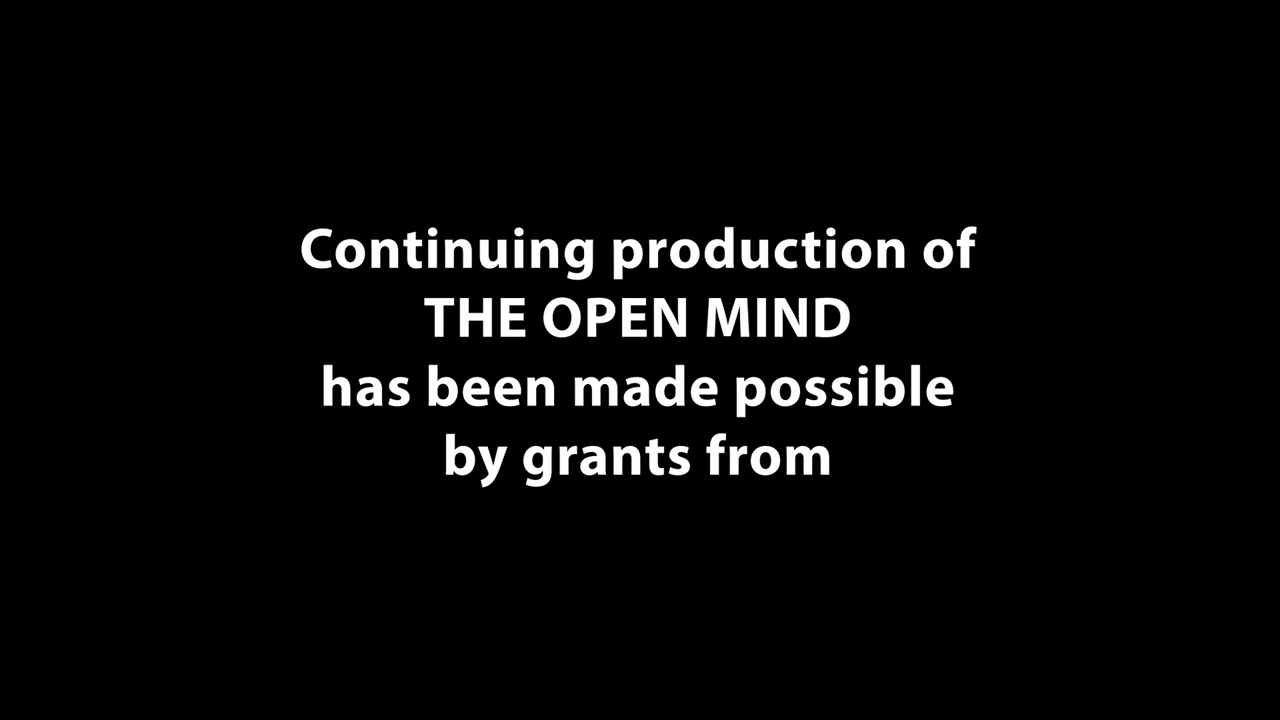 Continuing production of
THE OPEN MIND
has been made possible
by grants from